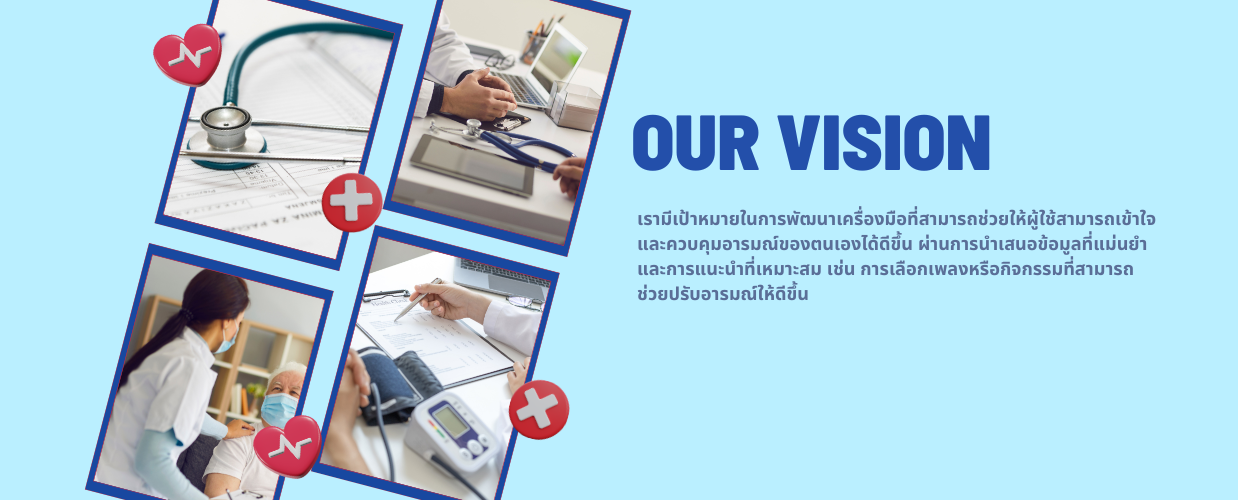 OUR VISION
เรามีเป้าหมายในการพัฒนาเครื่องมือที่สามารถช่วยให้ผู้ใช้สามารถเข้าใจ
และควบคุมอารมณ์ของตนเองได้ดีขึ้น ผ่านการนำเสนอข้อมูลที่แม่นยำ
และการแนะนำที่เหมาะสม เช่น การเลือกเพลงหรือกิจกรรมที่สามารถ
ช่วยปรับอารมณ์ให้ดีขึ้น